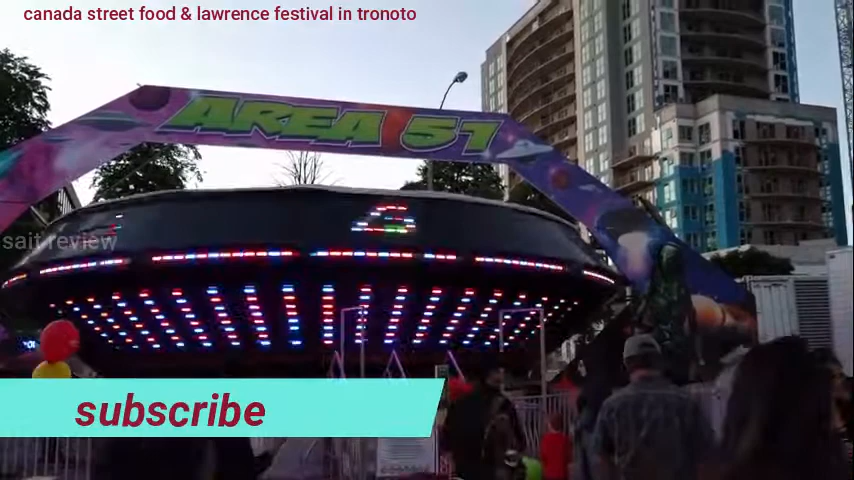 canada street food & lawrence festival in tronoto
AREA 51
sait review
subscribe